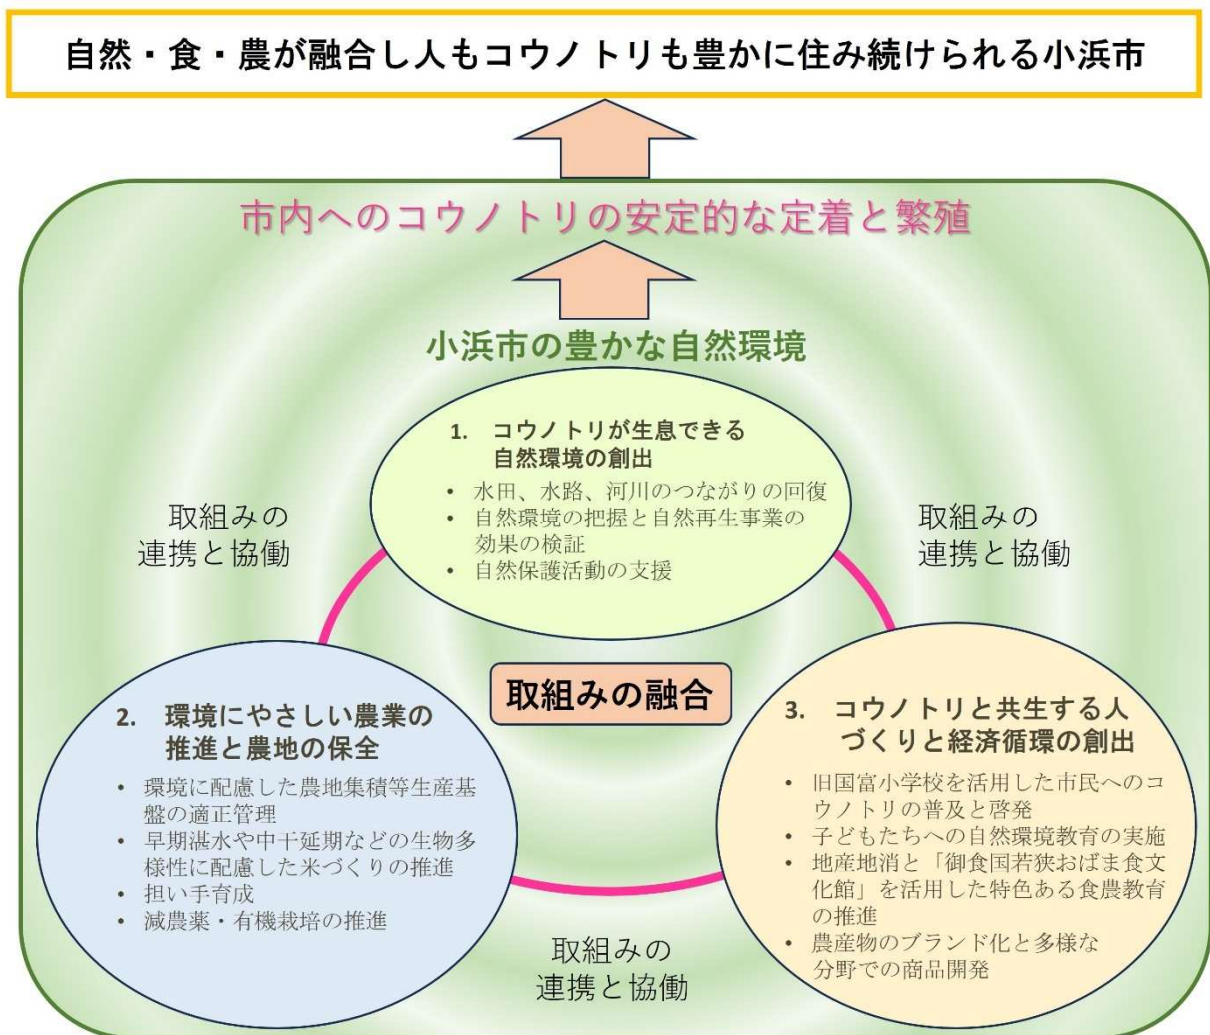 自然・食・農が融合し人もコウノトリも豊かに住み続けられる小浜市
市内へのコウノトリの安定的な定着と繁殖
小浜市の豊かな自然環境
1. コウノトリが生息できる
自然環境の創出
• 水田、水路、河川のつながりの回復
• 自然環境の把握と自然再生事業の
効果の検証
• 自然保護活動の支援
取組みの
連携と協働
取組みの
連携と協働
取組みの融合
2. 環境にやさしい農業の
推進と農地の保全
• 環境に配慮した農地集積等生産基
盤の適正管理
• 早期湛水や中干延期などの生物多
様性に配慮した米づくりの推進
• 担い手育成
• 減農薬・有機栽培の推進
3. コウノトリと共生する人
づくりと経済循環の創出
• 旧国富小学校を活用した市民へのコ
ウノトリの普及と啓発
• 子どもたちへの自然環境教育の実施
• 地産地消と「御食国若狭おばま食文
化館」を活用した特色ある食農教育
の推進
• 農産物のブランド化と多様な
分野での商品開発
取組みの
連携と協働